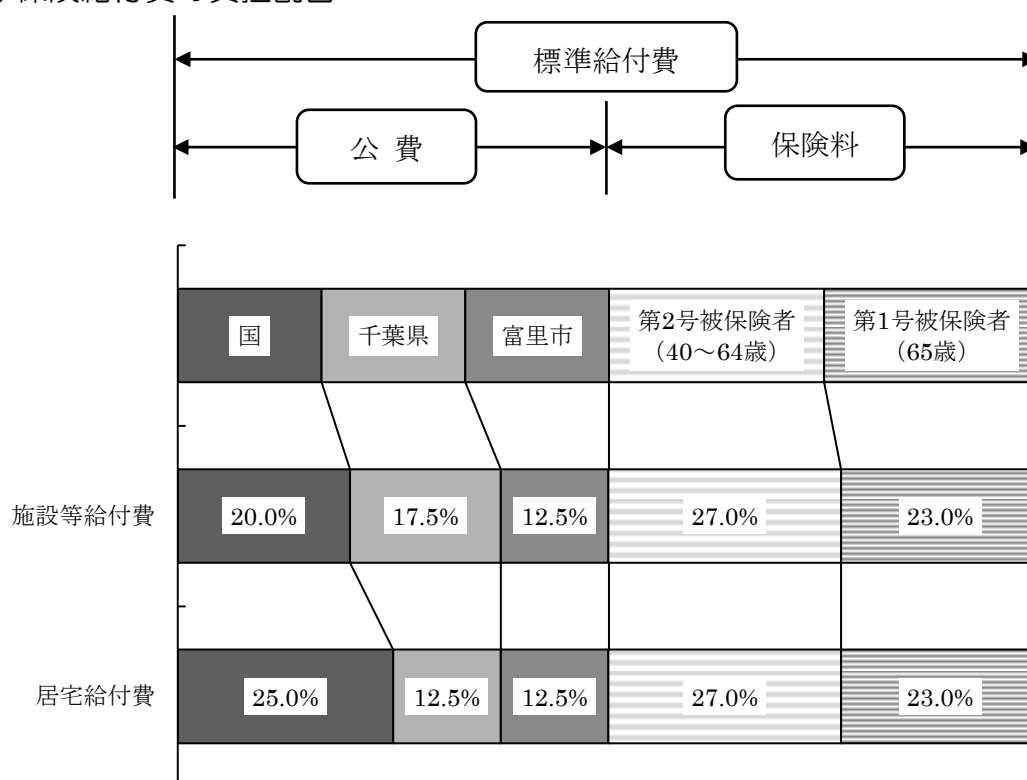 標準給付費
公 費
保険料
国
千葉県
富里市
第2号被保険者
（40～64歳）
第1号被保険者
（65歳）
施設等給付費
20.0%
17.5%
12.5%
27.0%
23.0%
居宅給付費
25.0%
12.5%
12.5%
27.0%
23.0%